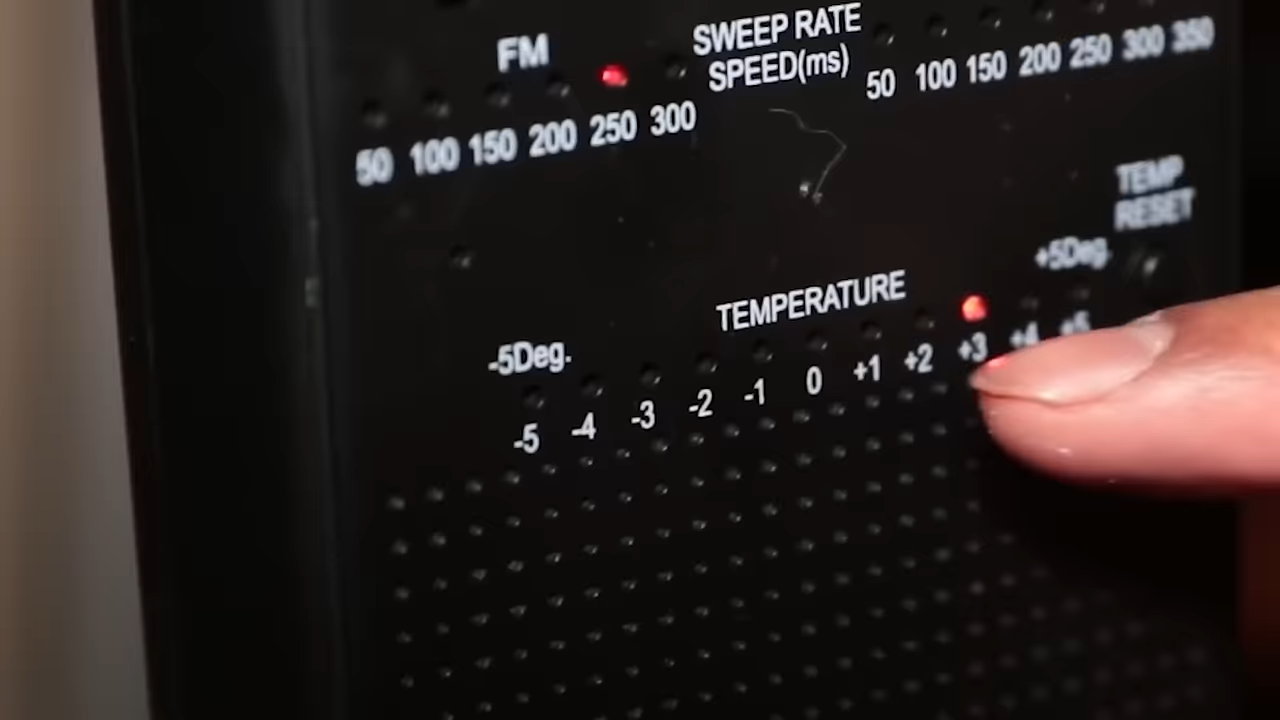 FM
50 100 150 200 250 300
SWEEP RATE
SPEED(ms)
50 100 150 200 250 300 350
TEMP
RESET
+5Deg.
TEMPERATURE
-5Deg.
-5 -4 -3 -2 -1 0 +1 +2 +3 +4 +5